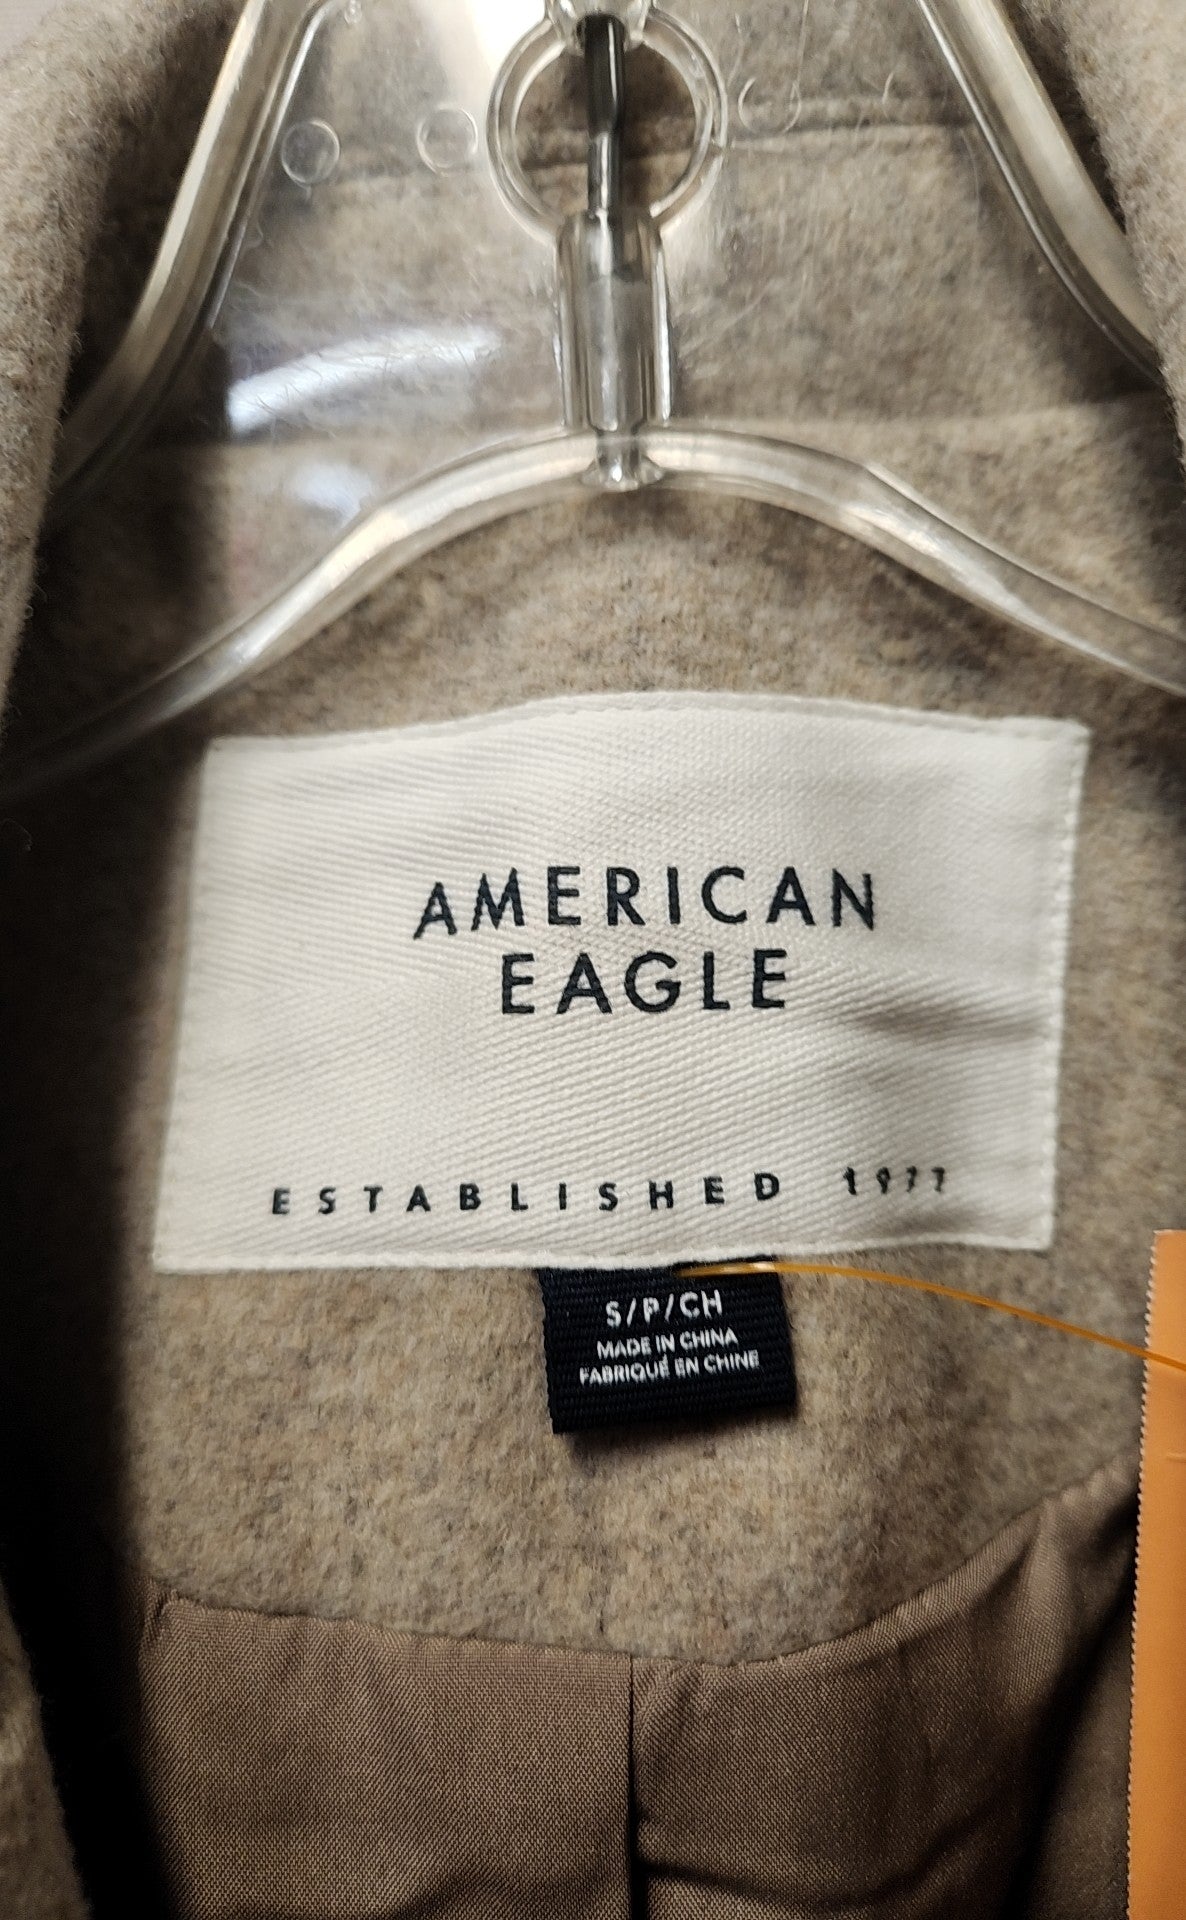 AMERICAN
EAGLE
ESTABLISHED 1977
S/P/CH
MADE IN CHINA
FABRIQUÉ EN CHINE